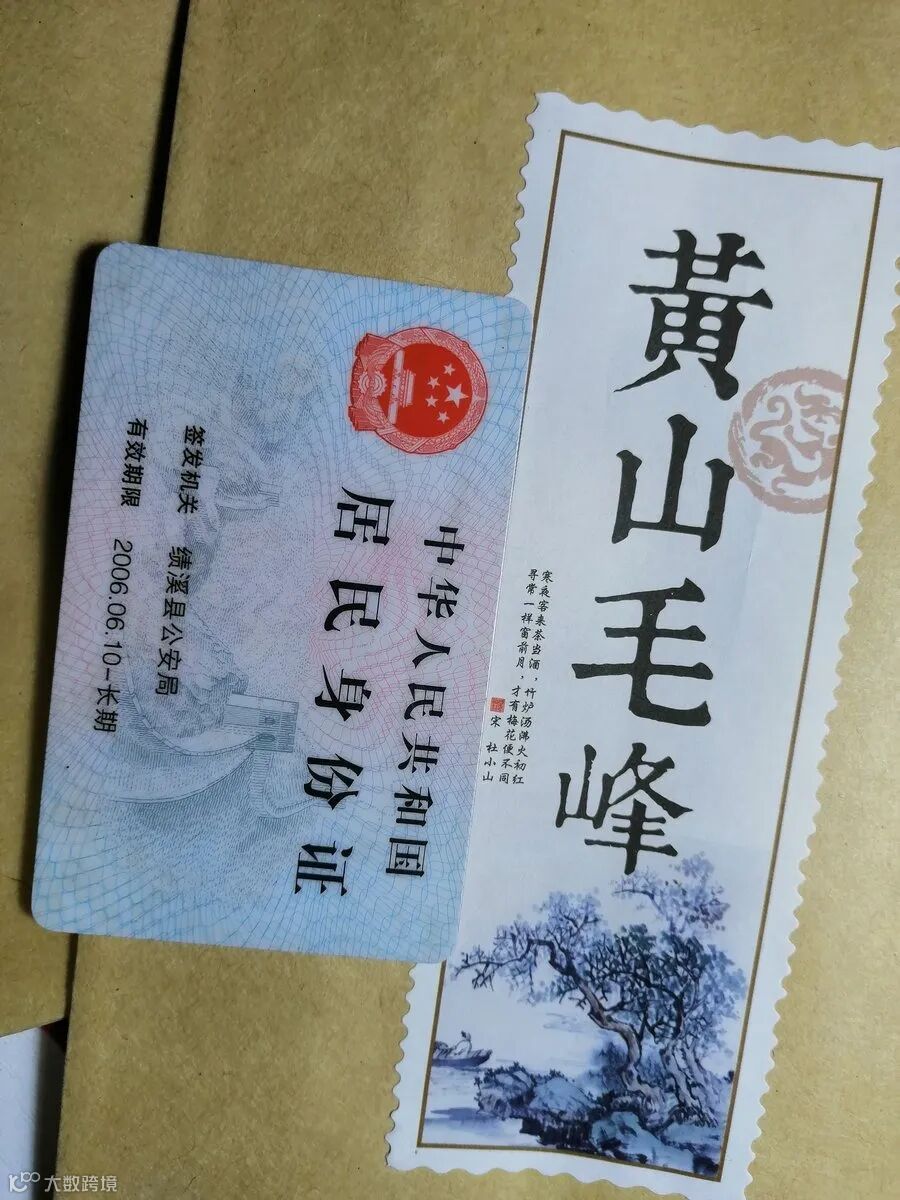 中华人民共和国
居民身份证
签发机关 绩溪县公安局
有效期限 2006.06.10-长期
黄山毛峰
寒夜客来茶当酒，竹炉沥沸火初红
寻常一样窗前月，才有梅花便不同
宋 杜小山
大数跨境